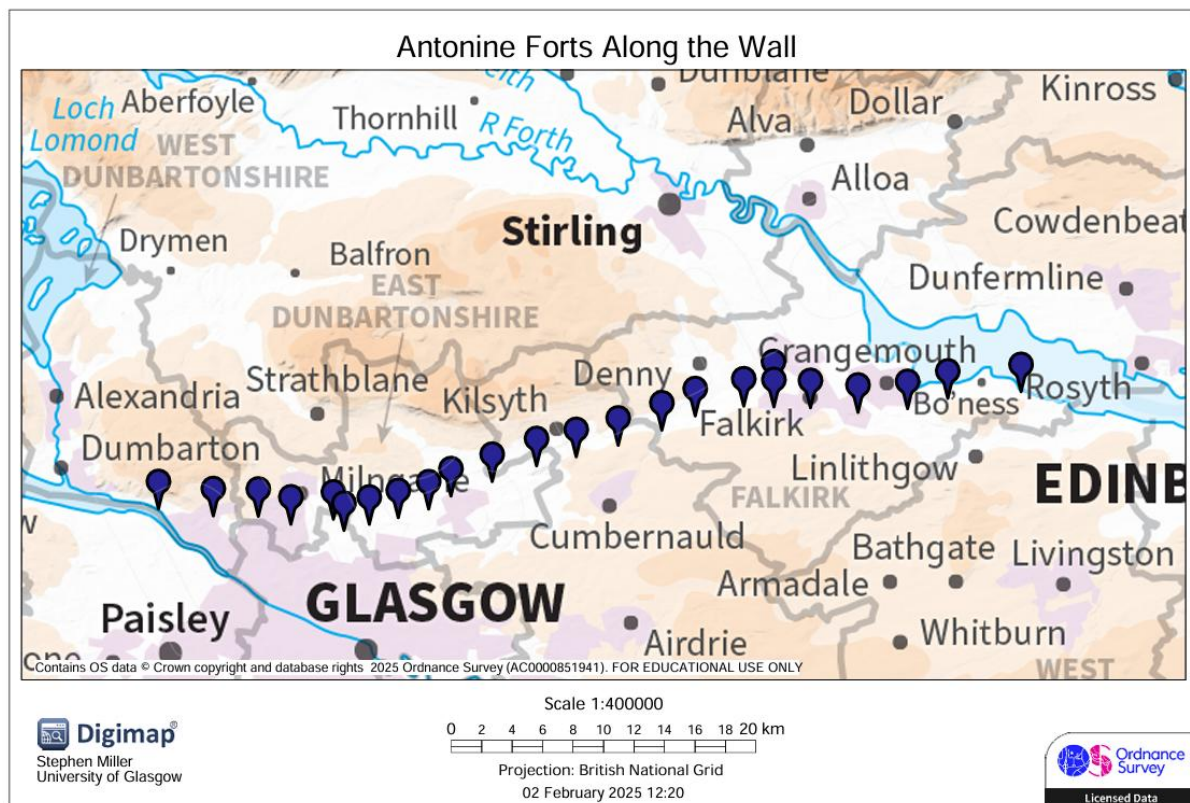 Antonine Forts Along the Wall
Loch
Lomond
Aberfoyle
WEST
DUNBARTONSHIRE
Thornhill
R Forth
Dunblane
Alva
Dollar
Kinross
Alloa
Stirling
Drymen
Balfron
EAST
DUNBARTONSHIRE
Dunfermline
Grangemouth
Denny
Strathblane
Kilsyth
Alexandria
Falkirk
Bo'ness
Rosyth
Dumbarton
Linlithgow
FALKIRK
Cumbernauld
Bathgate
Livingston
Armadale
GLASGOW
Paisley
Airdrie
Whitburn
WEST
Contains OS data © Crown copyright and database rights 2025 Ordnance Survey (AC0000851941). FOR EDUCATIONAL USE ONLY
Digimap®
Stephen Miller
University of Glasgow
Scale 1:400000
0 2 4 6 8 10 12 14 16 18 20 km
Projection: British National Grid
02 February 2025 12:20
Ordnance
Survey
Licensed Data